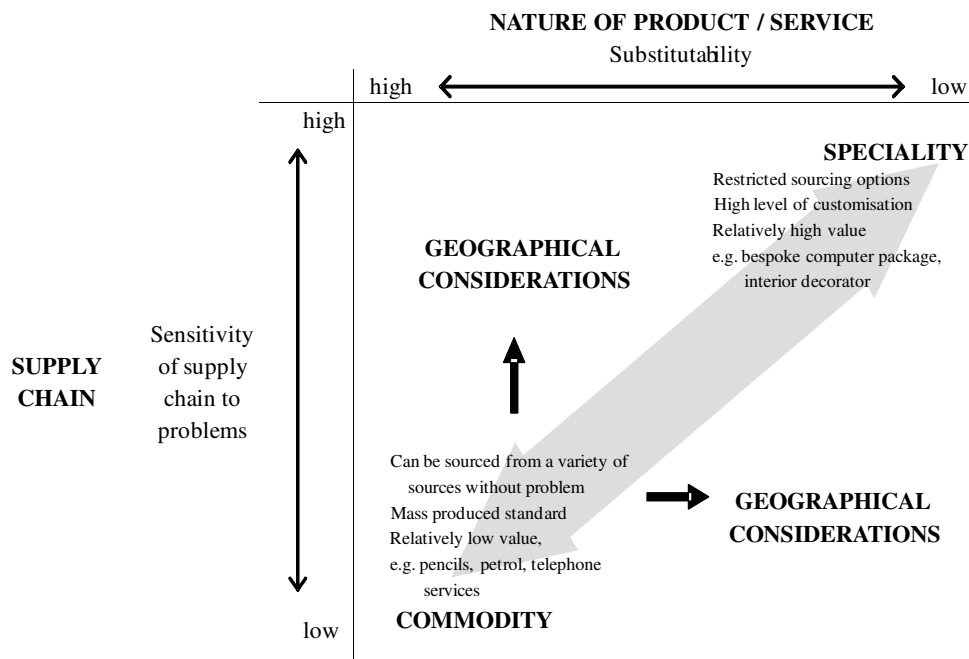 NATURE OF PRODUCT / SERVICE
Substitutability
high
low
high
SPECIALITY
Restricted sourcing options
High level of customisation
Relatively high value
e.g. bespoke computer package,
interior decorator
GEOGRAPHICAL
CONSIDERATIONS
SUPPLY
CHAIN
Sensitivity
of supply
chain to
problems
Can be sourced from a variety of
sources without problem
Mass produced standard
Relatively low value,
e.g. pencils, petrol, telephone
services
COMMODITY
GEOGRAPHICAL
CONSIDERATIONS
low